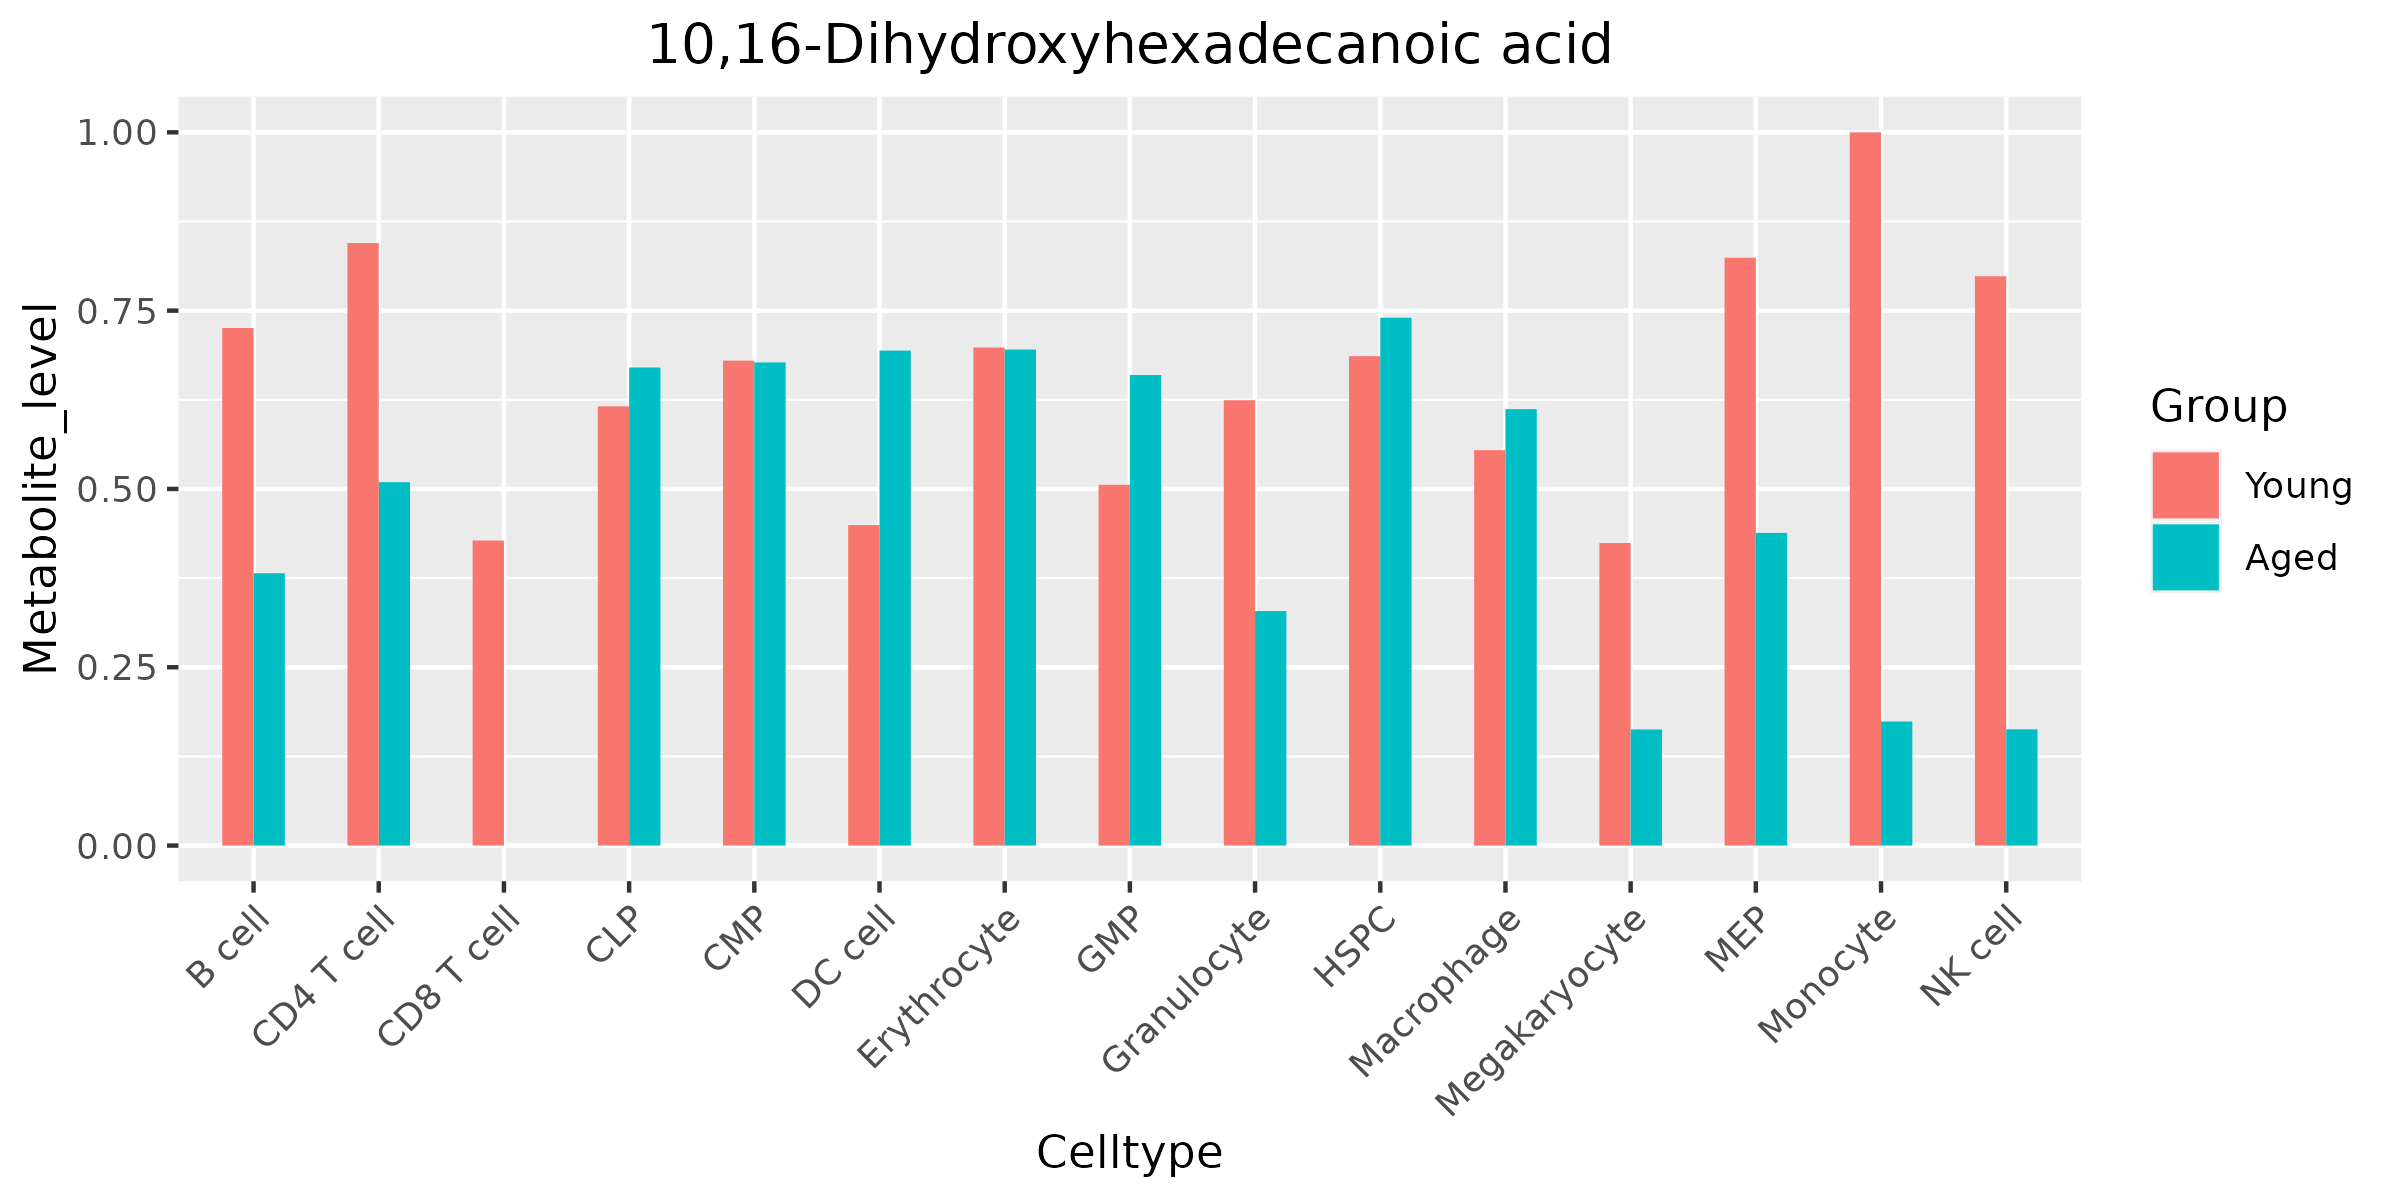 10,16-Dihydroxyhexadecanoic acid
Metabolite_level
1.00
0.75
0.50
0.25
0.00
B cell
CD4 T cell
CD8 T cell
CLP
CMP
DC cell
Erythrocyte
GMP
Granulocyte
HSPC
Macrophage
Megakaryocyte
MEP
Monocyte
NK cell
Celltype
Group
Young
Aged